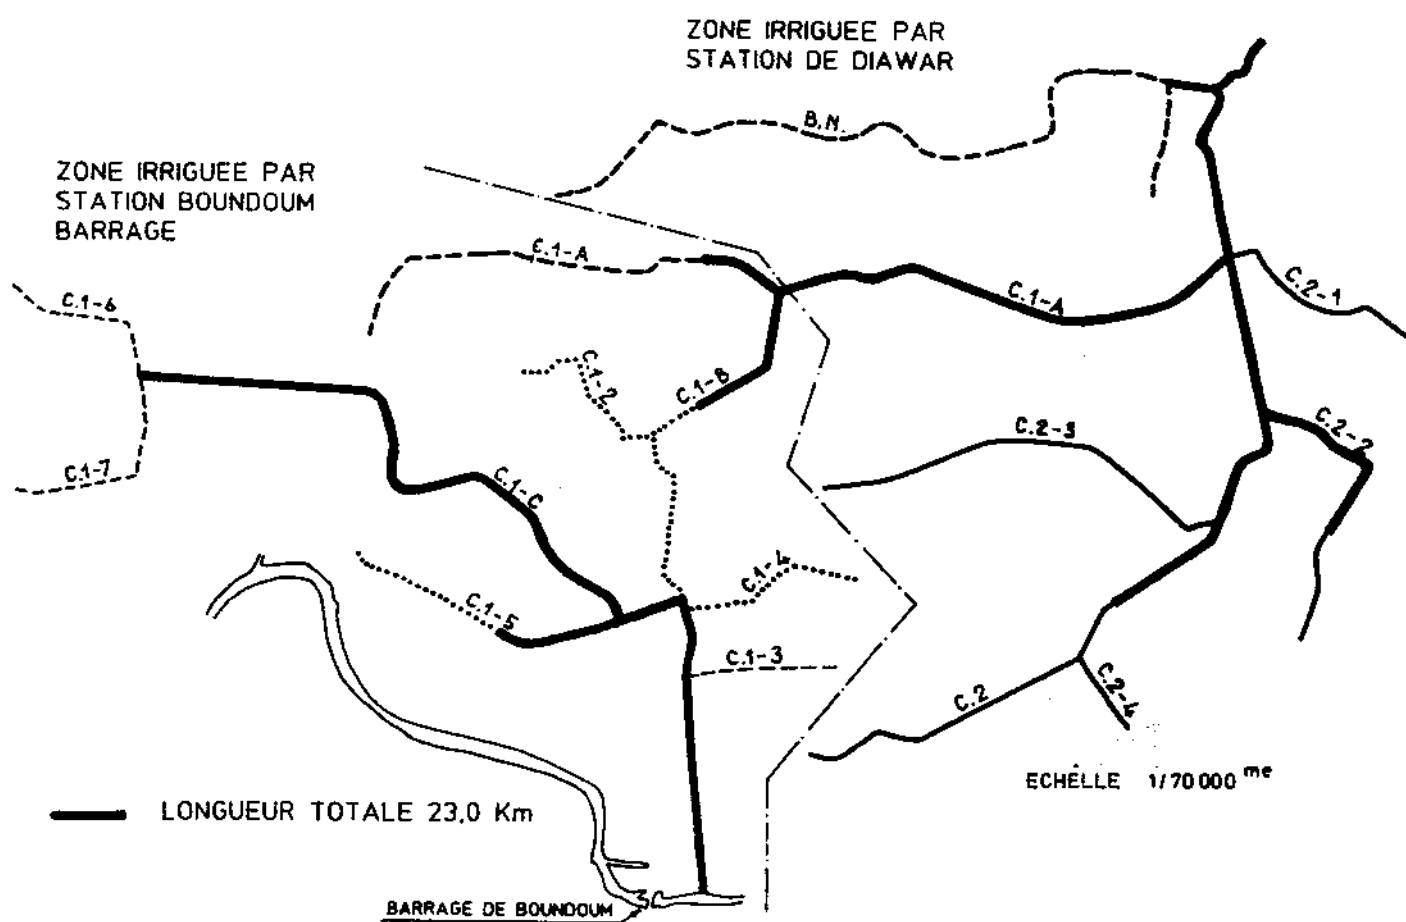 ZONE IRRIGUEE PAR
STATION DE DIAWAR
B.N.
ZONE IRRIGUEE PAR
STATION BOUNDOUM
BARRAGE
C.1-A
C.1-6
C.1-A
C.2-1
C.1-2
C.1-B
C.2-3
C.2-2
C.1-7
C.1-C
C.1-4
C.1-5
C.1-3
C.2
C.2-4
ECHELLE 1/70000 me
LONGUEUR TOTALE 23,0 Km
BARRAGE DE BOUNDOUM